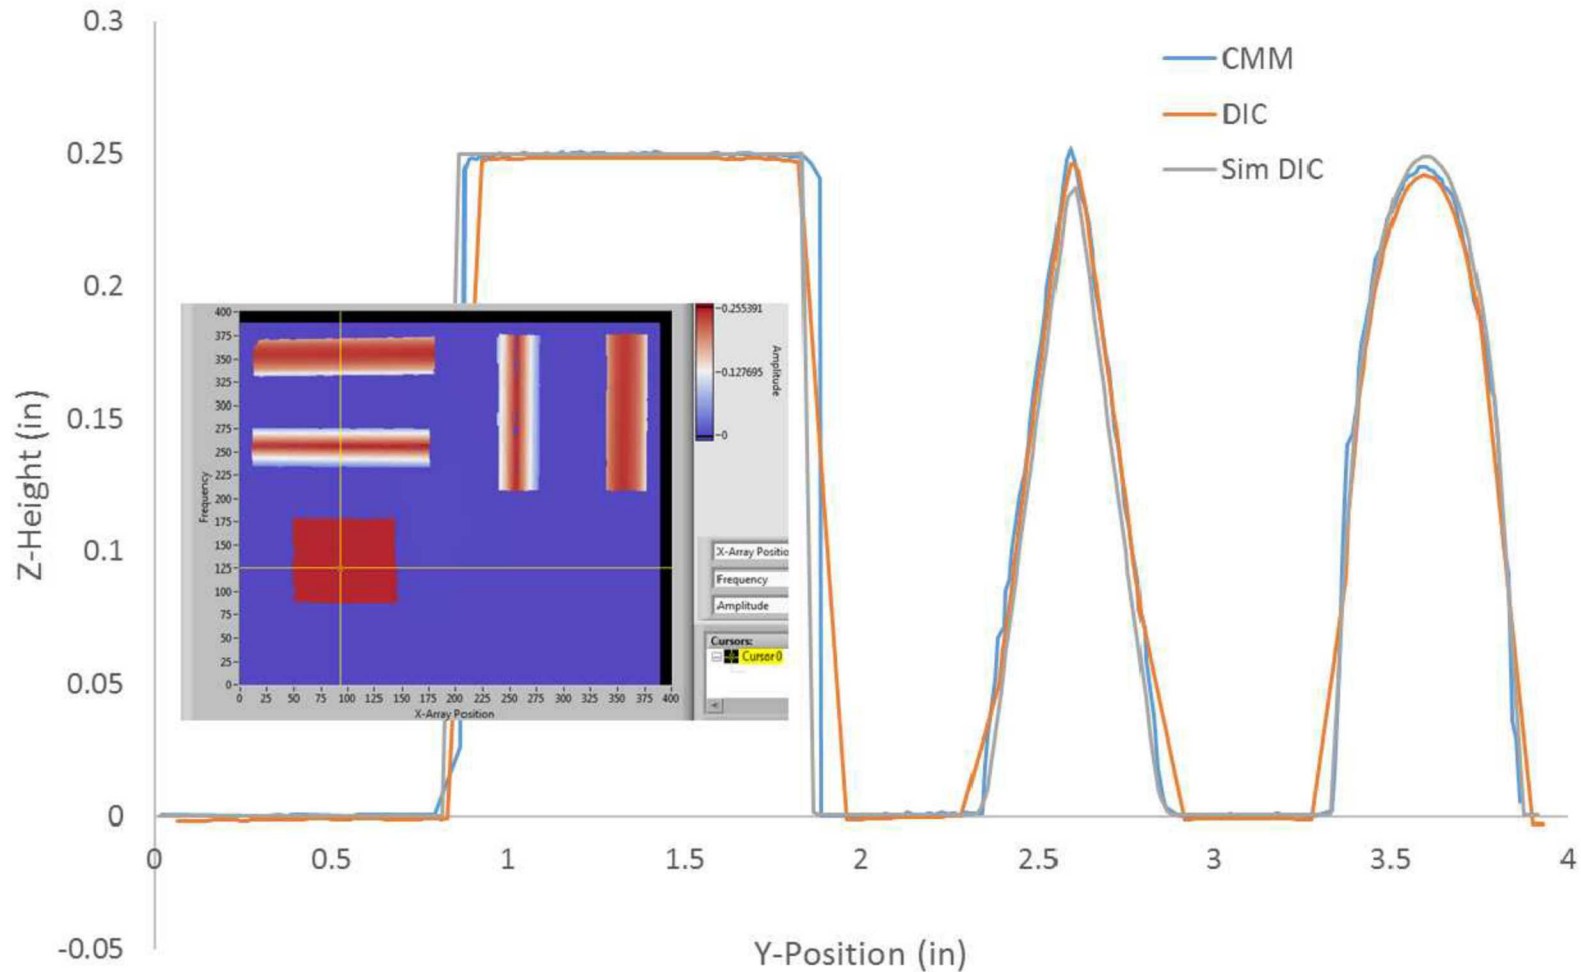 0.3
0.25
0.2
0.15
0.1
0.05
0
-0.05
Z-Height (in)
0
0.5
1
1.5
2
2.5
3
3.5
4
Y-Position (in)
CMM
DIC
Sim DIC
400
375
350
325
300
275
250
225
200
175
150
125
100
75
50
25
0
Frequency
0 25 50 75 100 125 150 175 200 225 250 275 300 325 350 375 400
X-Array Position
0.255391
0.127695
0
Amplitude
X-Array Positio
Frequency
Amplitude
Cursors:
Cursor 0